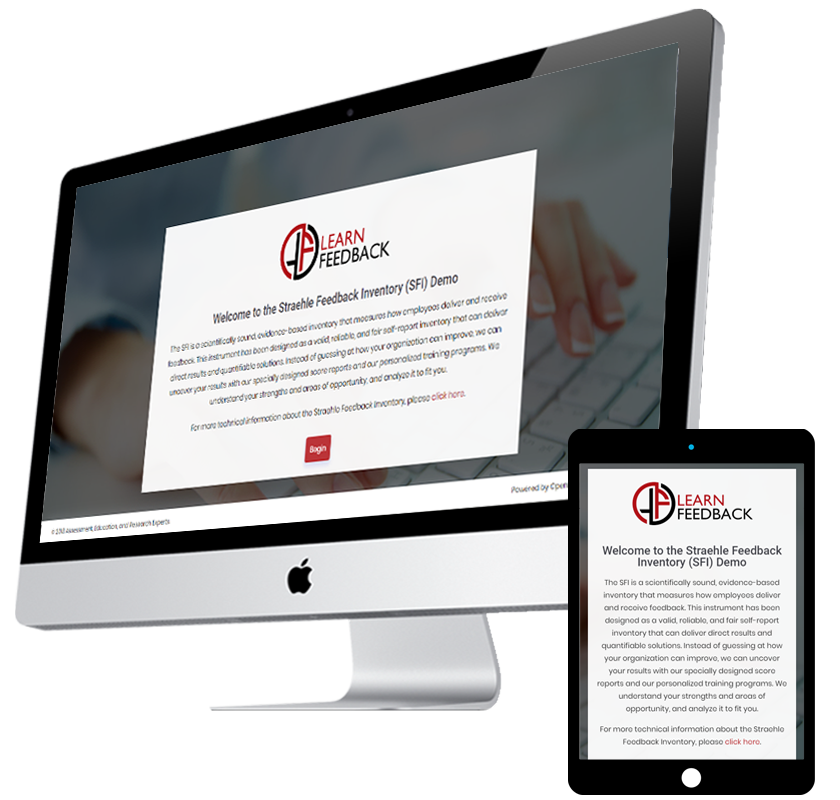 LEARN
FEEDBACK
Welcome to the Straehle Feedback Inventory (SFI) Demo
The SFI is a scientifically sound, evidence-based inventory that measures how employees deliver and receive
feedback. This instrument has been designed as a valid, reliable, and fair self-report inventory that can deliver
direct results and quantifiable solutions. Instead of guessing at how your organization can improve, we can
uncover your results with our specially designed score reports and our personalized training programs. We
understand your strengths and areas of opportunity, and analyze it to fit you.
For more technical information about the Straehle Feedback Inventory, please click here.
Begin
Assessment, Education, and Research Experts
Powered by Open
LEARN
FEEDBACK
Welcome to the Straehle Feedback
Inventory (SFI) Demo
The SFI is a scientifically sound, evidence-based
inventory that measures how employees deliver
and receive feedback. This instrument has been
designed as a valid, reliable, and fair self-report
inventory that can deliver direct results and
quantifiable solutions. Instead of guessing at how
your organization can improve, we can uncover
your results with our specially designed score
reports and our personalized training programs. We
understand your strengths and areas of
opportunity, and analyze it to fit you.
For more technical information about the Straehle
Feedback Inventory, please click here.